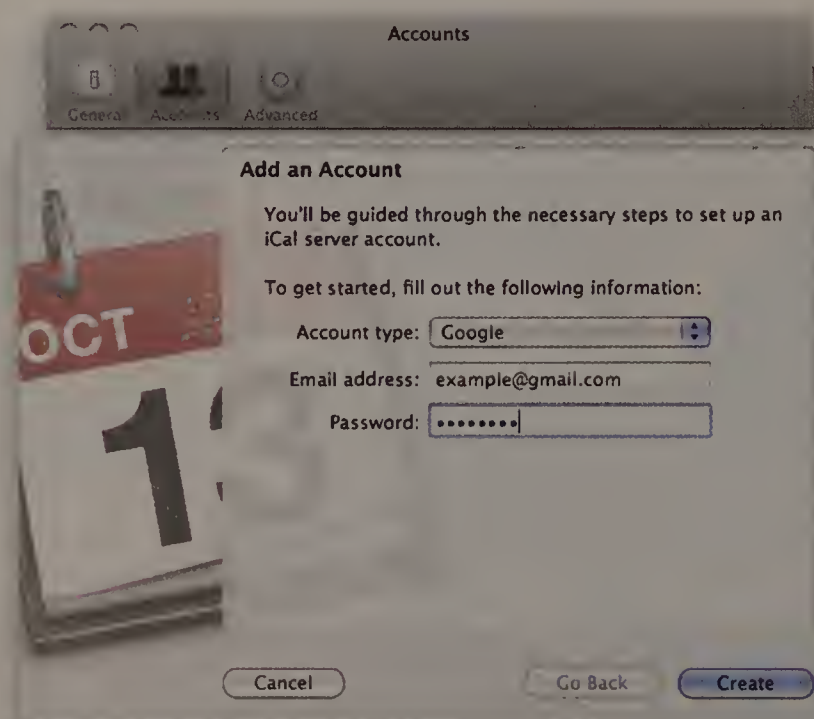 Accounts
General Accounts Advanced
Add an Account
You'll be guided through the necessary steps to set up an
iCal server account.
To get started, fill out the following information:
Account type: Google
Email address: example@gmail.com
Password: ••••••••
OCT
13
Cancel Go Back Create